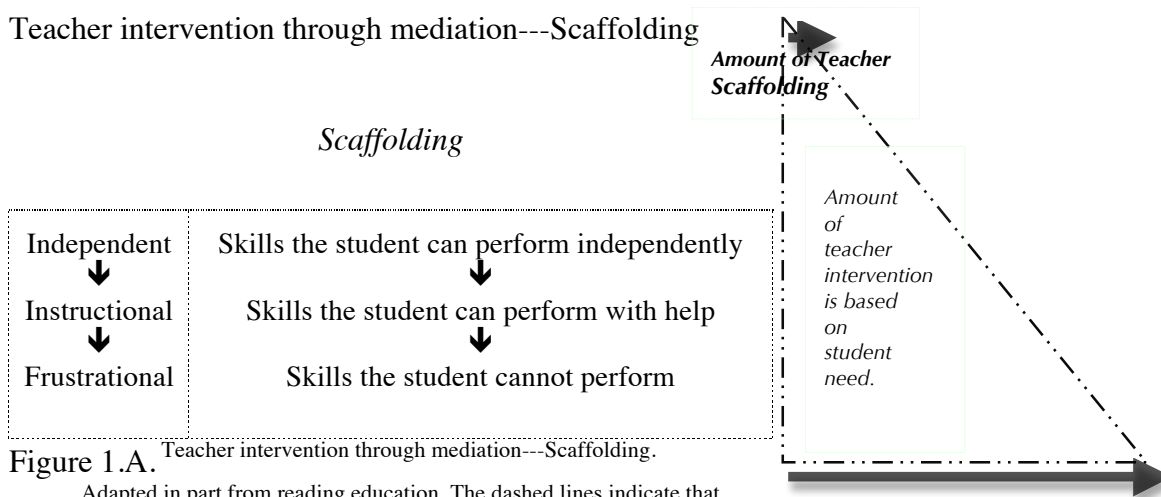 Teacher intervention through mediation---Scaffolding
Amount of Teacher
Scaffolding
Scaffolding
Independent Skills the student can perform independently
Instructional Skills the student can perform with help
Frustrational Skills the student cannot perform
Amount
of
teacher
intervention
is based
on
student
need.
Figure 1.A. Teacher intervention through mediation---Scaffolding.
Adapted in part from reading education. The dashed lines indicate that